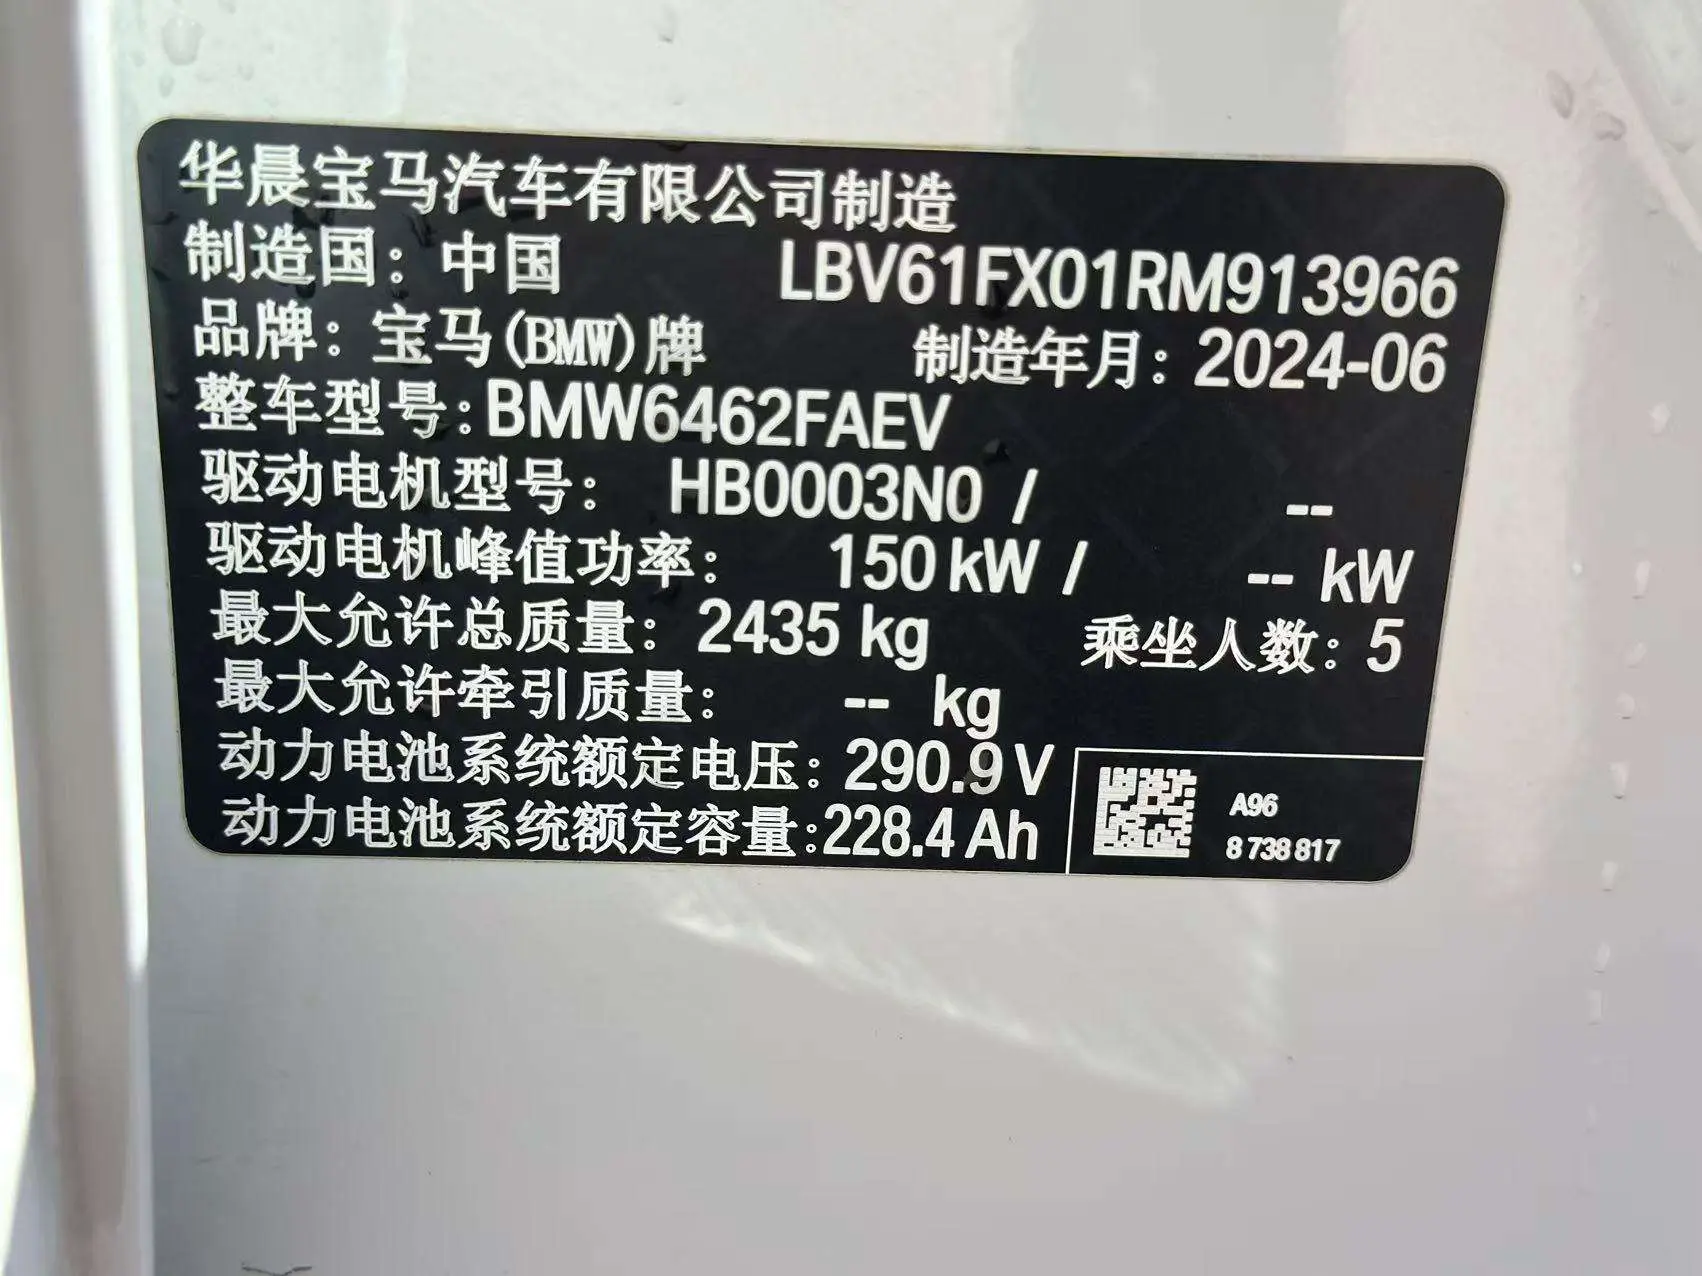 华晨宝马汽车有限公司制造
制造国：中国 LBV61FX01RM913966
品牌：宝马(BMW)牌 制造年月：2024-06
整车型号:BMW6462FAEV
驱动电机型号： HB0003N0 / --
驱动电机峰值功率： 150 kW / -- kW
最大允许总质量：2435 kg 乘坐人数：5
最大允许牵引质量： -- kg
动力电池系统额定电压：290.9 V
动力电池系统额定容量:228.4 Ah
A96
8 738 817